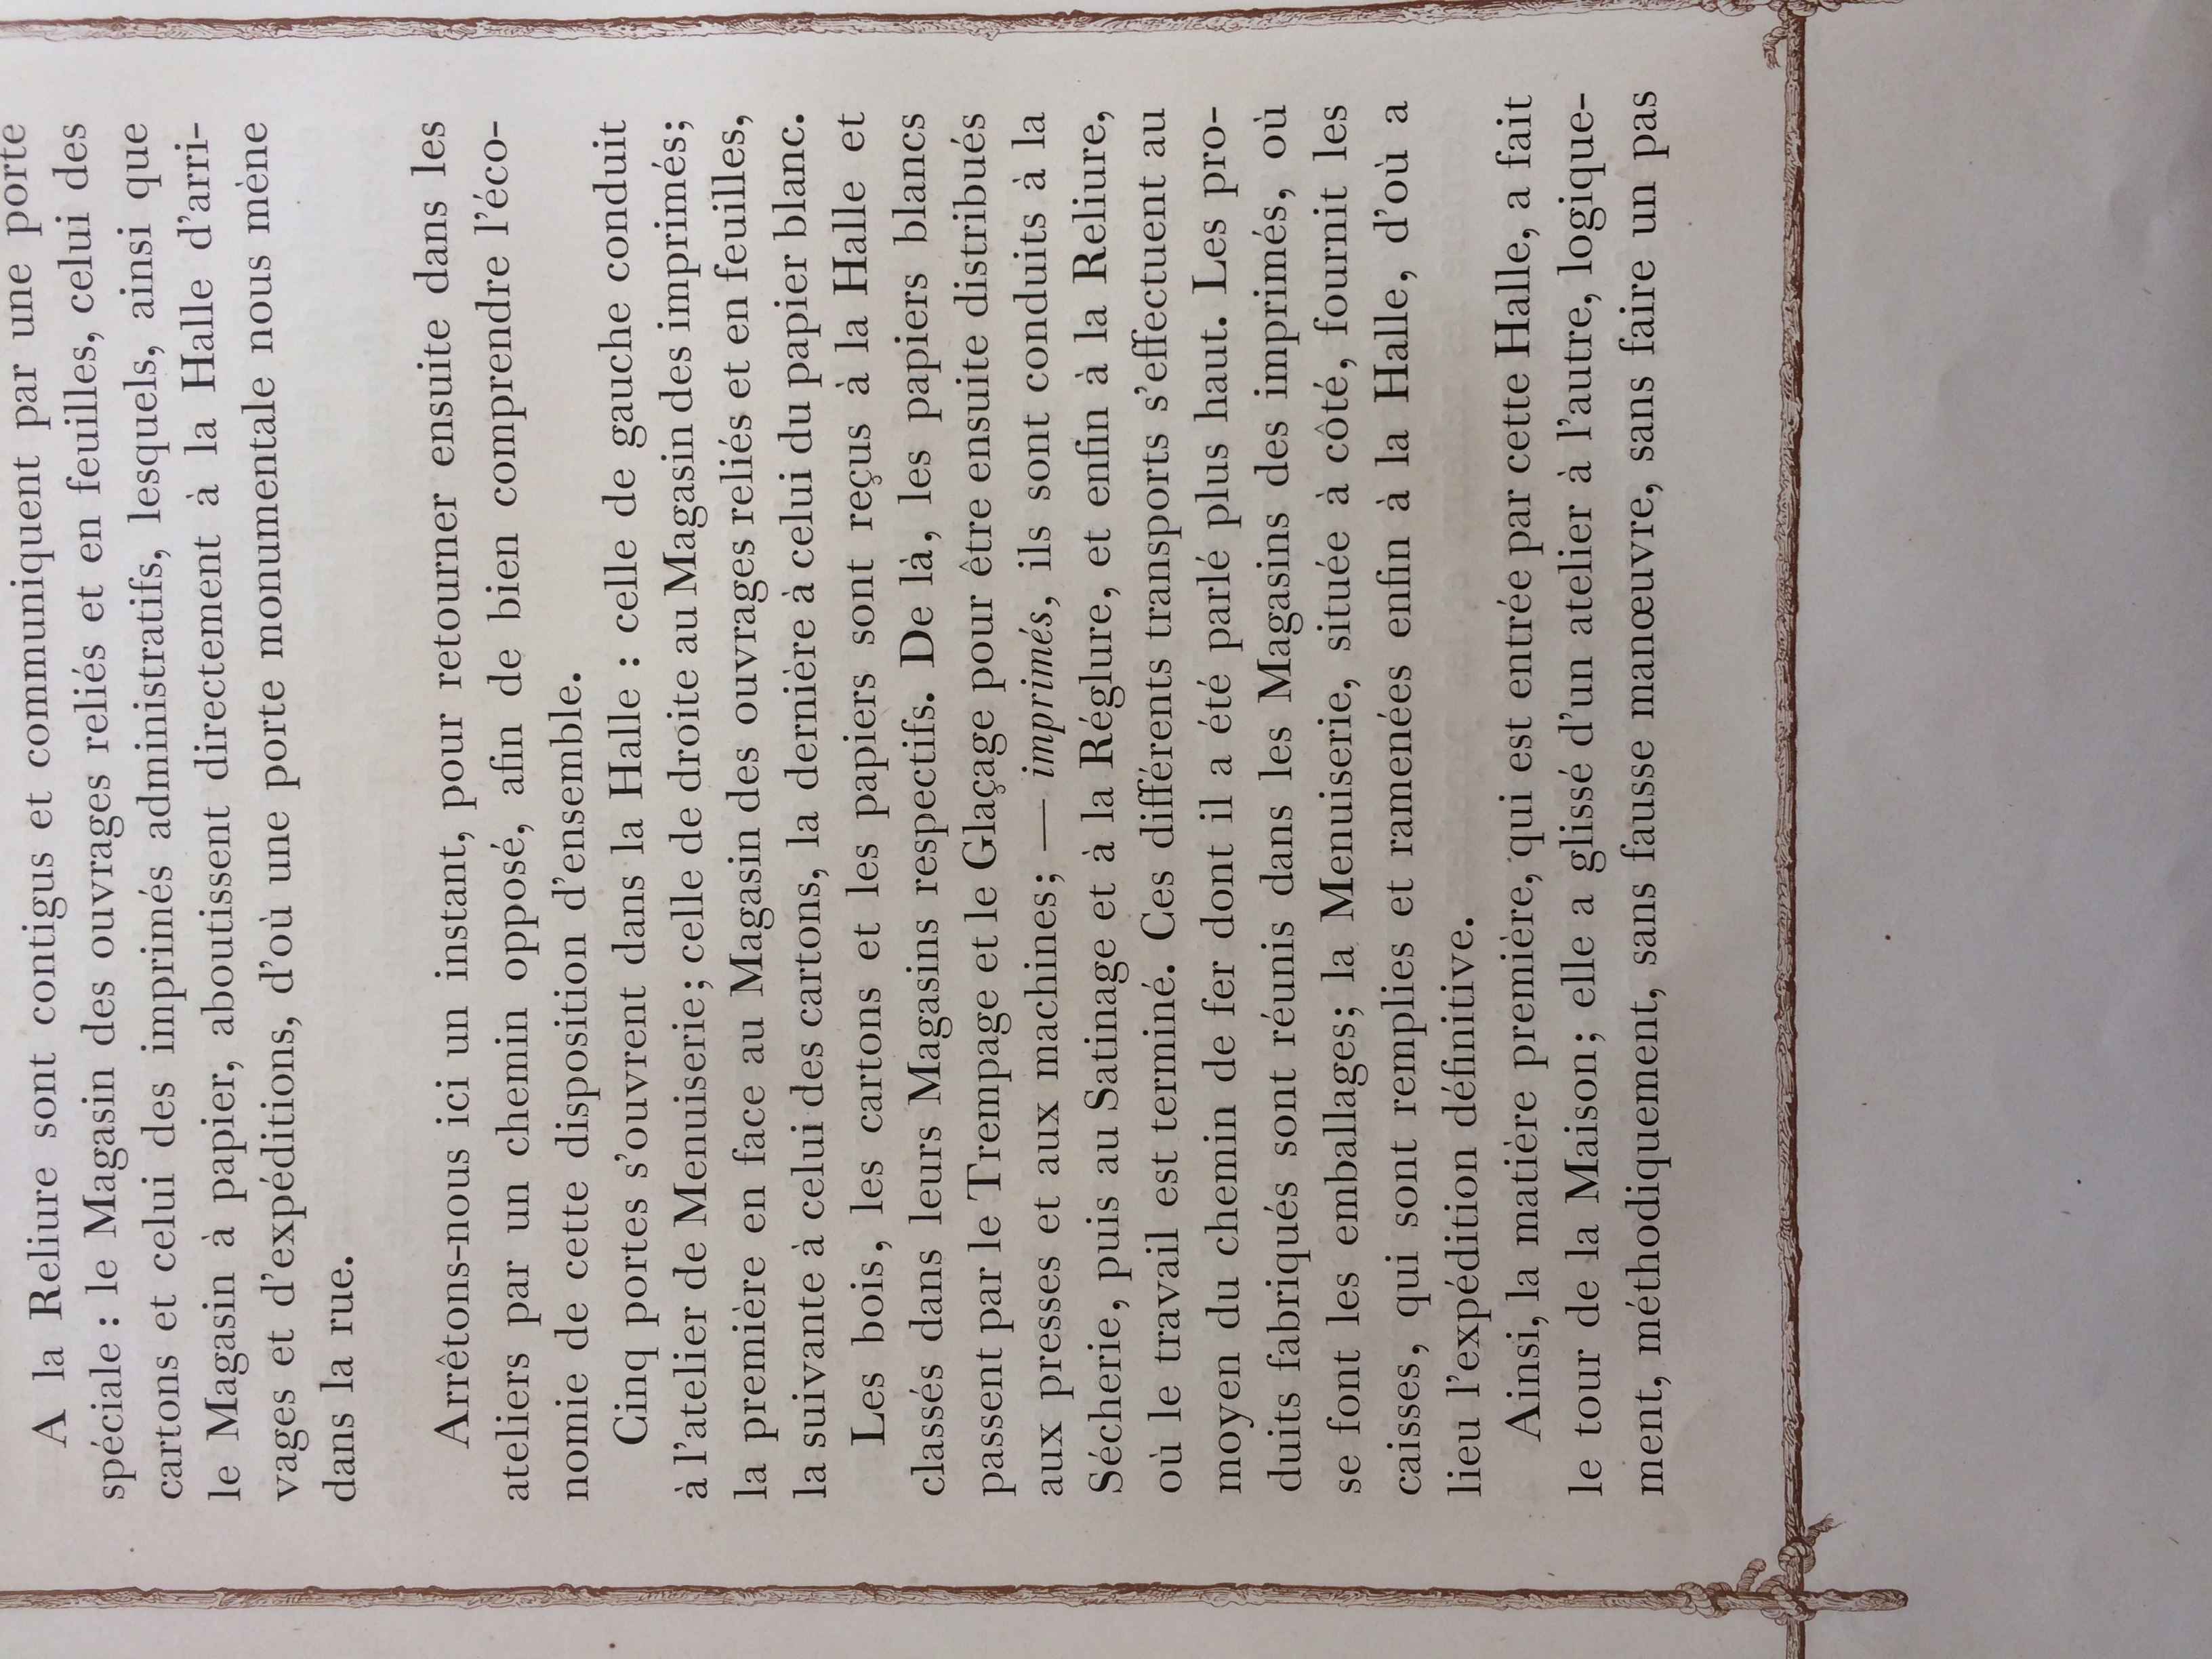 A la Reliure sont contigus et communiquent par une porte
spéciale : le Magasin des ouvrages reliés et en feuilles, celui des
cartons et celui des imprimés administratifs, lesquels, ainsi que
le Magasin à papier, aboutissent directement à la Halle d'arri-
vages et d'expéditions, d'où une porte monumentale nous mène
dans la rue.
Arrêtons-nous ici un instant, pour retourner ensuite dans les
ateliers par un chemin opposé, afin de bien comprendre l'éco-
nomie de cette disposition d'ensemble.
Cinq portes s'ouvrent dans la Halle : celle de gauche conduit
à l'atelier de Menuiserie; celle de droite au Magasin des imprimés;
la première en face au Magasin des ouvrages reliés et en feuilles,
la suivante à celui des cartons, la dernière à celui du papier blanc.
Les bois, les cartons et les papiers sont reçus à la Halle et
classés dans leurs Magasins respectifs. De là, les papiers blancs
passent par le Trempage et le Glaçage pour être ensuite distribués
aux presses et aux machines; — imprimés, ils sont conduits à la
Sécherie, puis au Satinage et à la Réglure, et enfin à la Reliure,
où le travail est terminé. Ces différents transports s'effectuent au
moyen du chemin de fer dont il a été parlé plus haut. Les pro-
duits fabriqués sont réunis dans les Magasins des imprimés, où
se font les emballages; la Menuiserie, située à côté, fournit les
caisses, qui sont remplies et ramenées enfin à la Halle, d'où a
lieu l'expédition définitive.
Ainsi, la matière première, qui est entrée par cette Halle, a fait
le tour de la Maison; elle a glissé d'un atelier à l'autre, logique-
ment, méthodiquement, sans fausse manœuvre, sans faire un pas